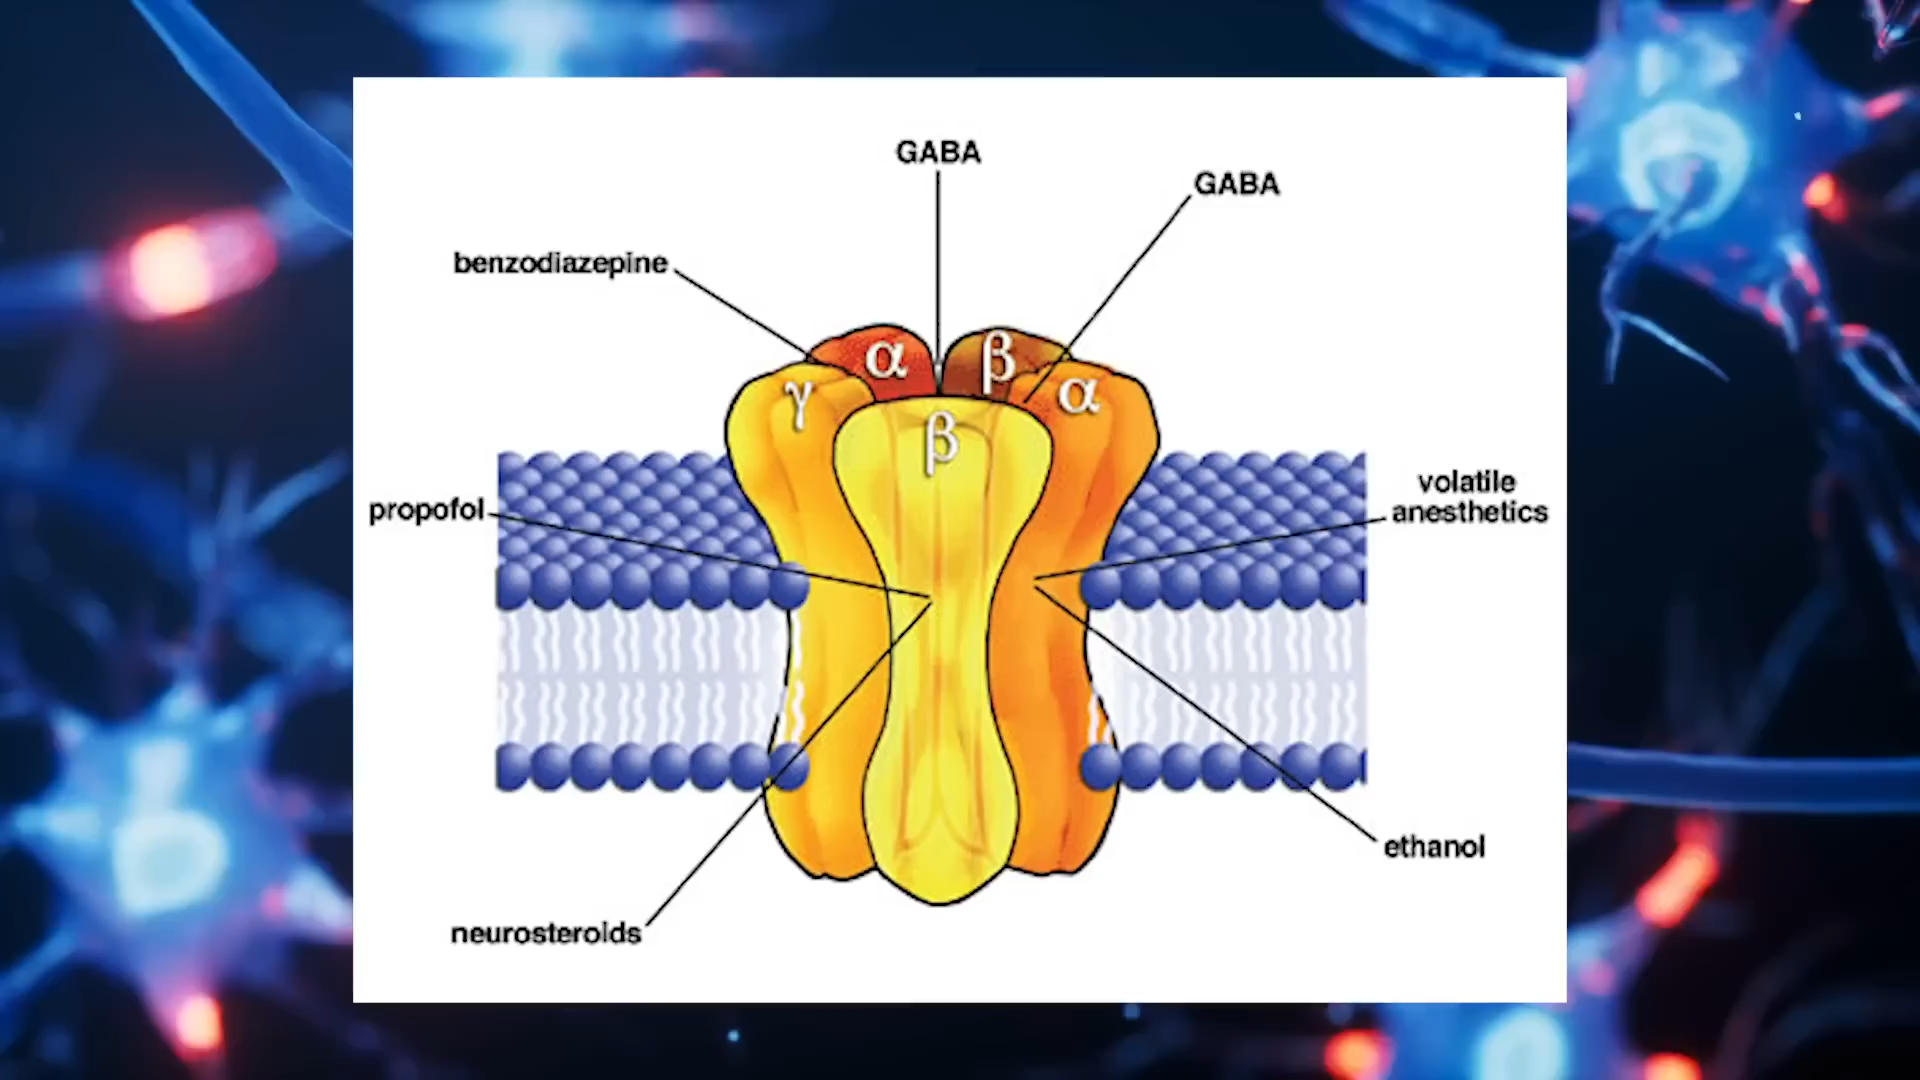 GABA
GABA
benzodiazepine
α
β
γ
α
β
propofol
volatile
anesthetics
ethanol
neurosteroids